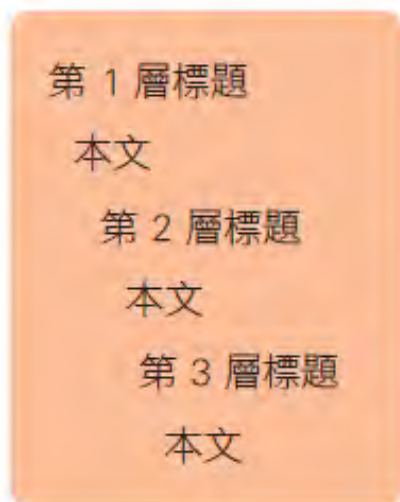 第 1 層標題
本文
第 2 層標題
本文
第 3 層標題
本文